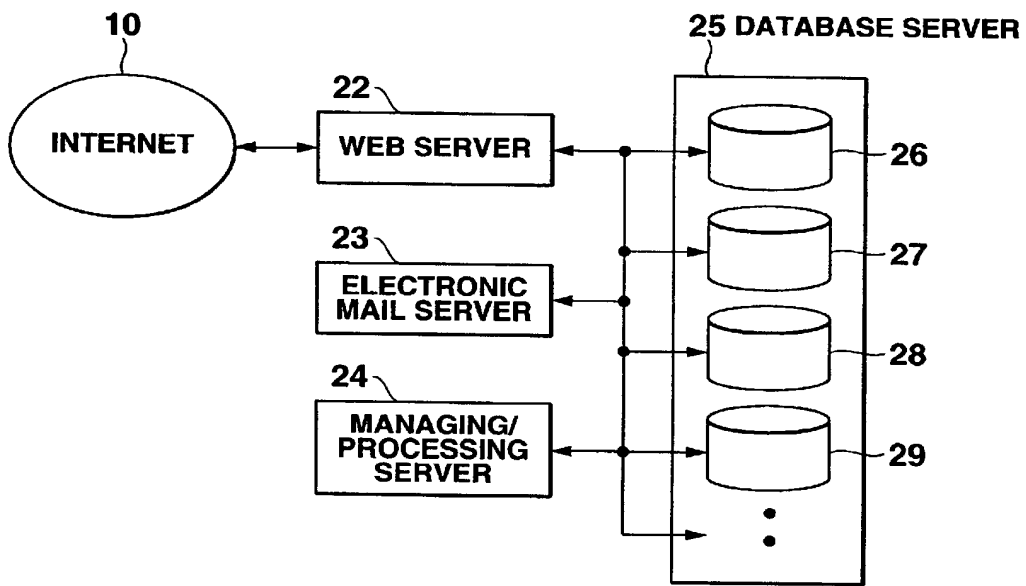 10
25 DATABASE SERVER
22
INTERNET
WEB SERVER
26
23
27
ELECTRONIC
MAIL SERVER
28
24
MANAGING/
PROCESSING
SERVER
29